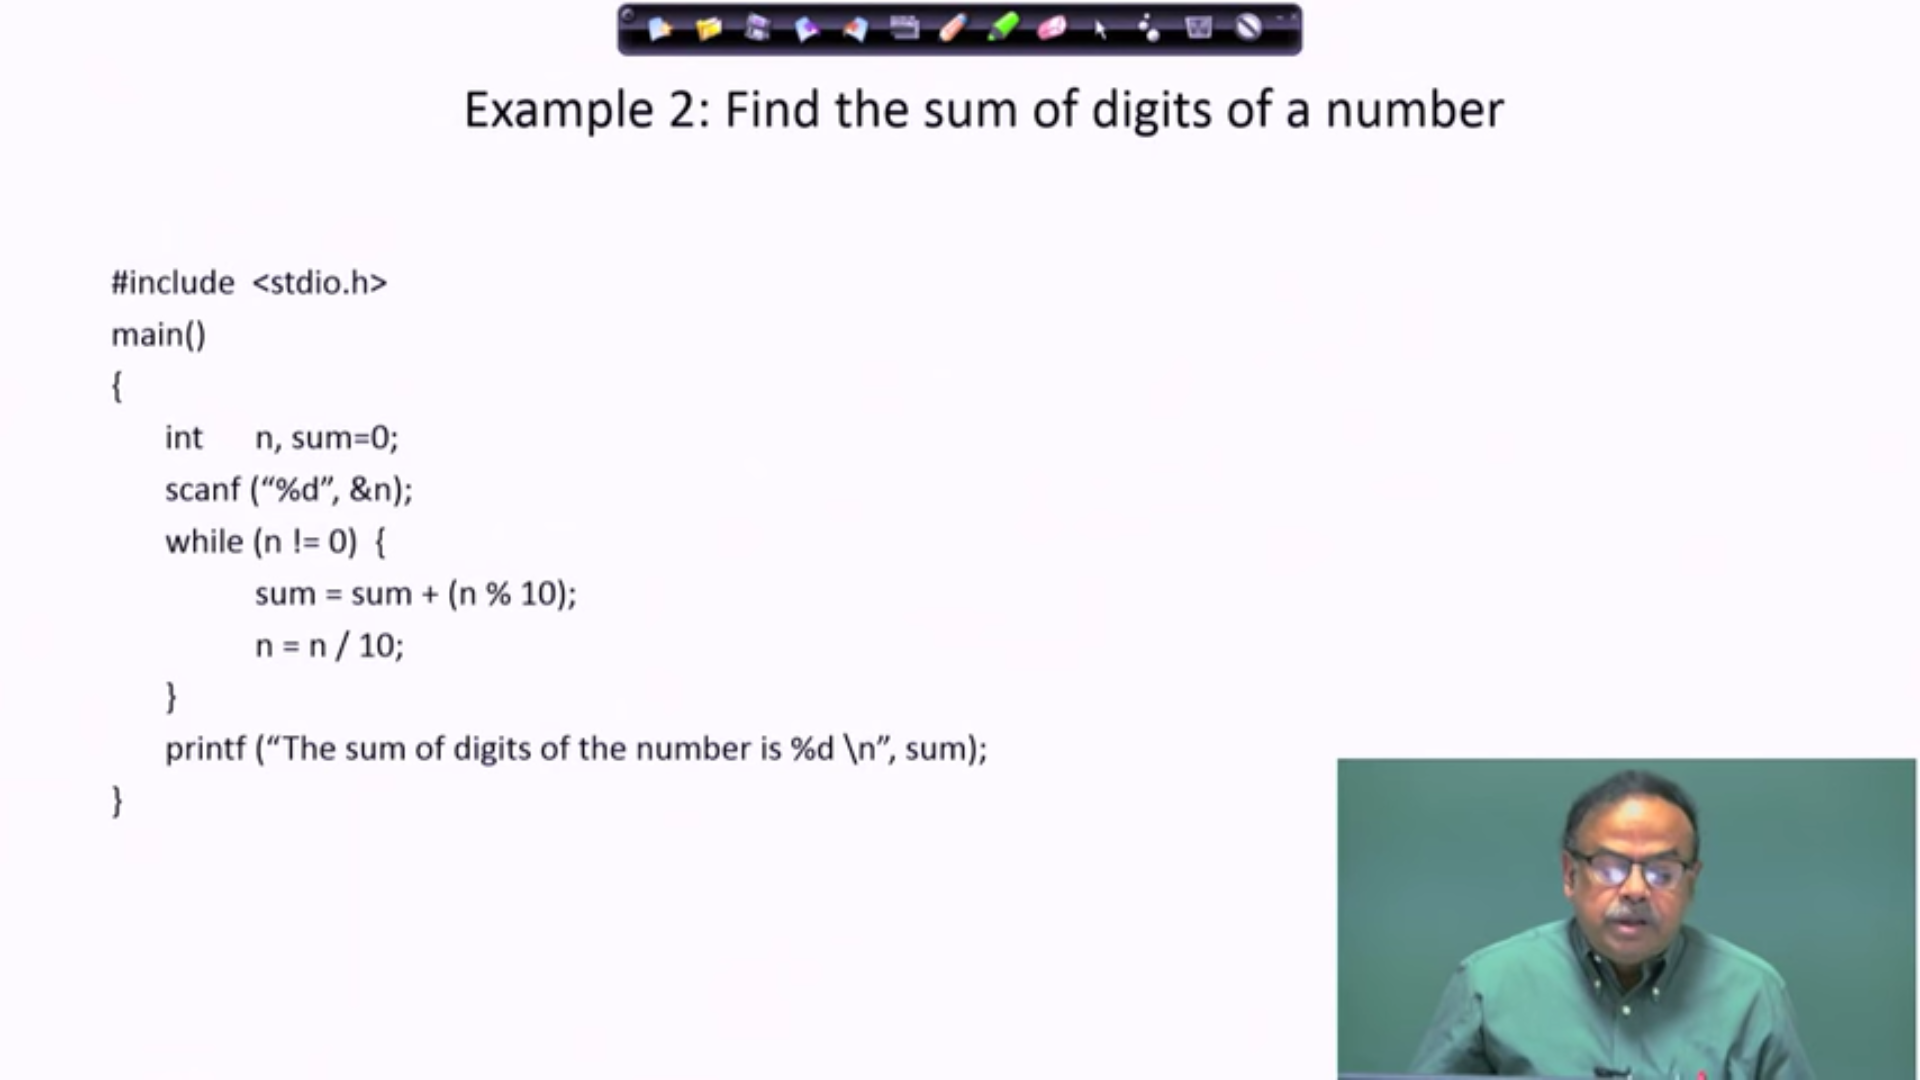 Example 2: Find the sum of digits of a number
#include <stdio.h>
main()
{
int n, sum=0;
scanf (“%d”, &n);
while (n != 0) {
sum = sum + (n % 10);
n = n / 10;
}
printf (“The sum of digits of the number is %d \n”, sum);
}